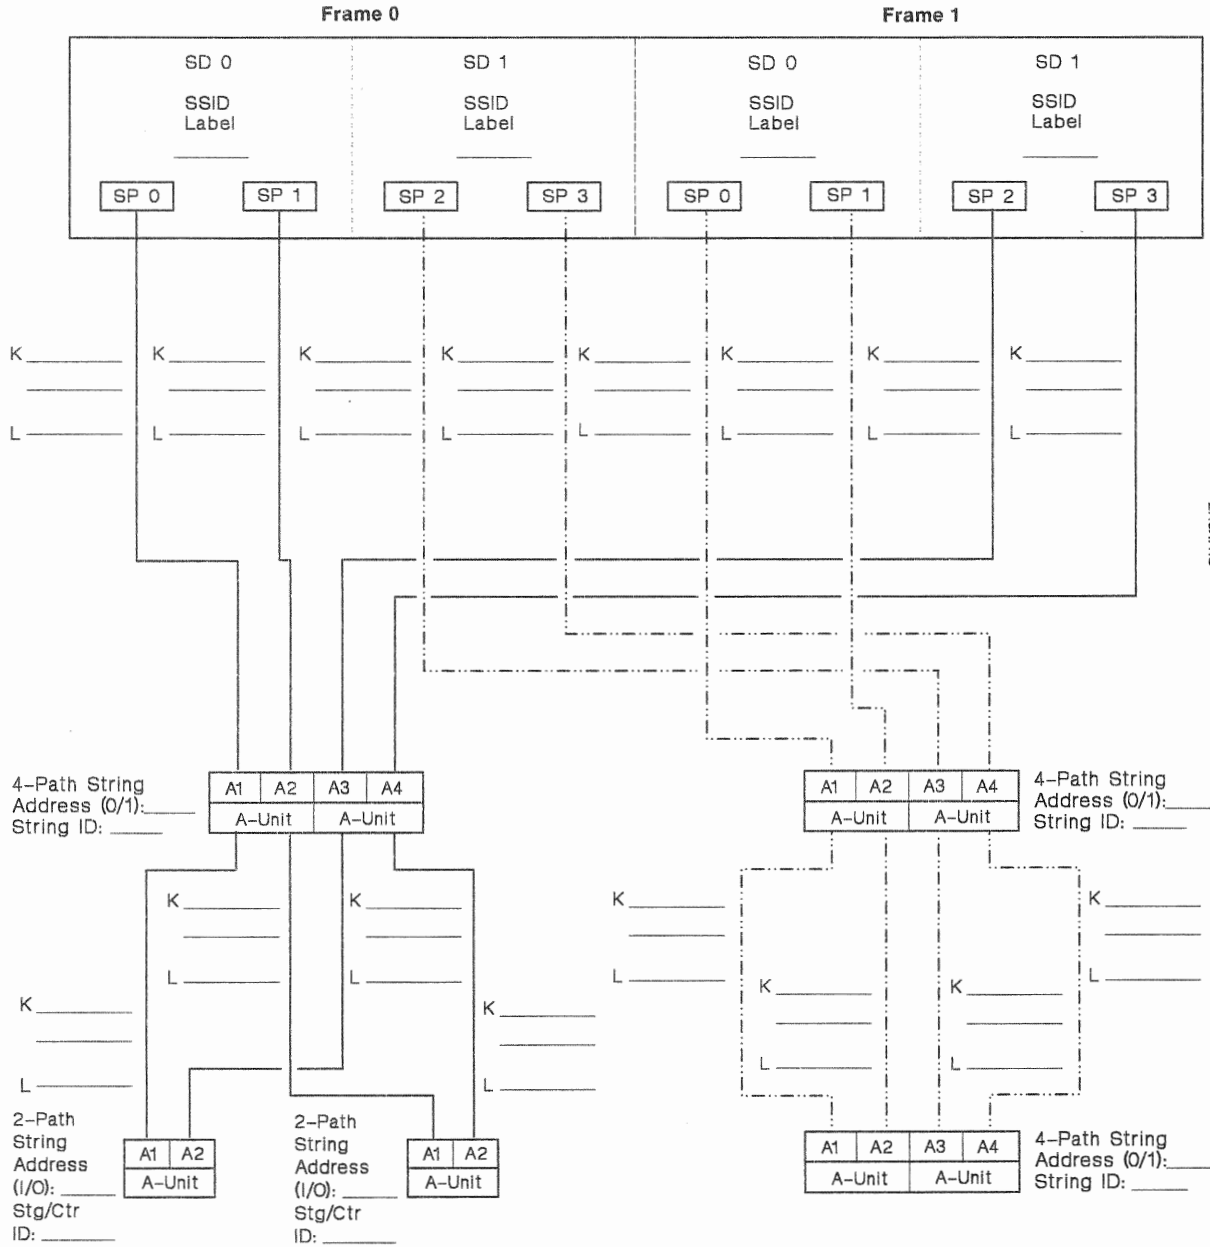 Frame 0 Frame 1
SD 0 SD 1 SD 0 SD 1
SSID SSID SSID SSID
Label Label Label Label
SP 0 SP 1 SP 2 SP 3 SP 0 SP 1 SP 2 SP 3
K K K K K K K K
L L L L L L L L
4-Path String
Address (0/1):
String ID:
A1 A2 A3 A4
A-Unit A-Unit
A1 A2 A3 A4
A-Unit A-Unit
4-Path String
Address (0/1):
String ID:
K K K K
L L L L
K K K K
L L L L
2-Path
String
Address
(I/O):
Stg/Ctr
ID:
A1 A2
A-Unit
2-Path
String
Address
(I/O):
Stg/Ctr
ID:
A1 A2
A-Unit
A1 A2 A3 A4
A-Unit A-Unit
4-Path String
Address (0/1):
String ID: